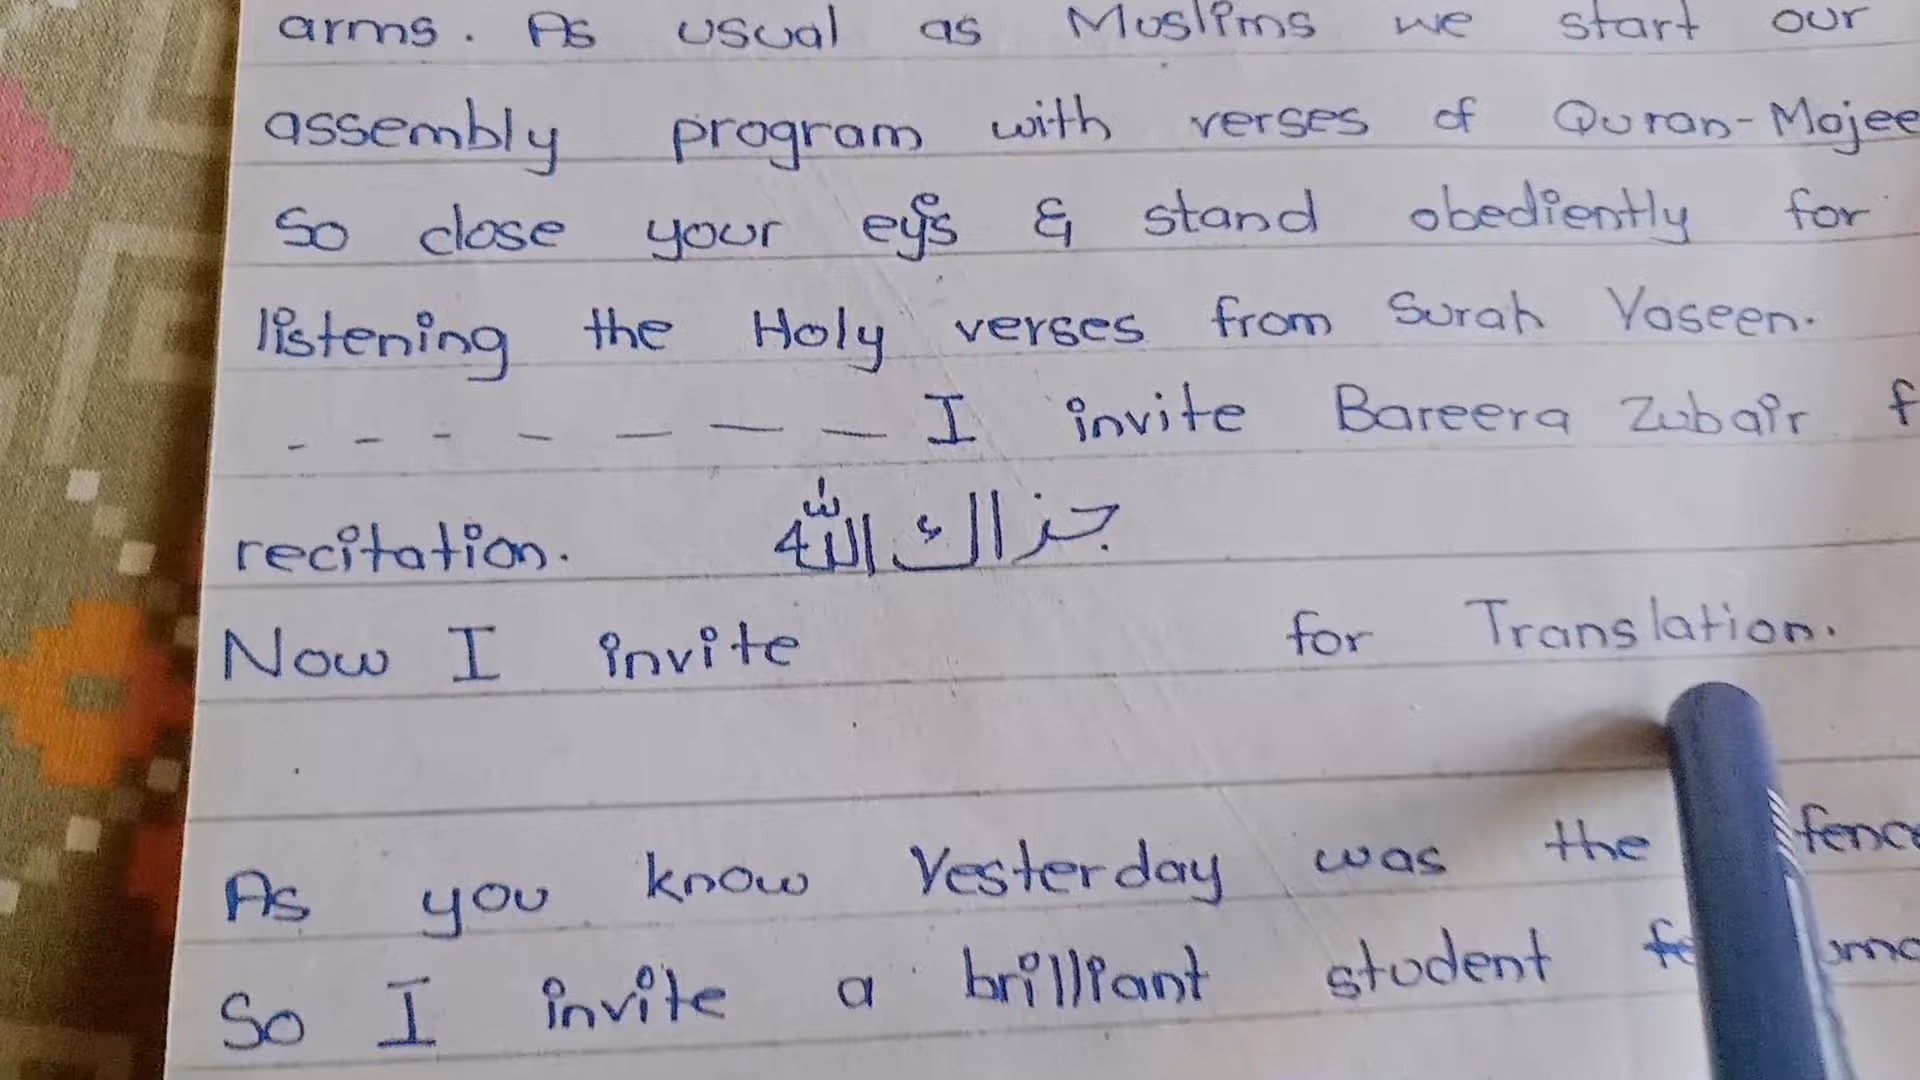 arms. As usual as Muslims we start our
assembly program with verses of Quran-Majee
So close your eys & stand obediently for
listening the Holy verses from Surah Yaseen.
- - - - - - - I invite Bareera Zubair f
recitation. جزاك الله
Now I invite for Translation.
As you know Yesterday was the fence
So I invite a brilliant student